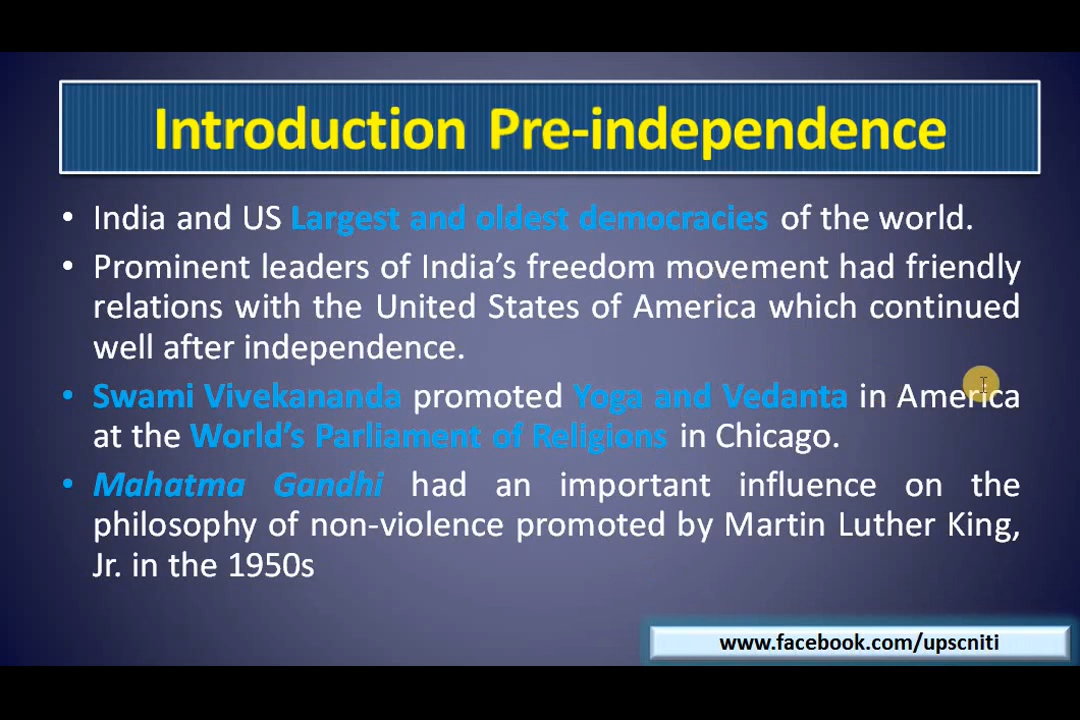 Introduction Pre-independence
• India and US Largest and oldest democracies of the world.
• Prominent leaders of India’s freedom movement had friendly
relations with the United States of America which continued
well after independence.
• Swami Vivekananda promoted Yoga and Vedanta in America
at the World’s Parliament of Religions in Chicago.
• Mahatma Gandhi had an important influence on the
philosophy of non-violence promoted by Martin Luther King,
Jr. in the 1950s
www.facebook.com/upscniti